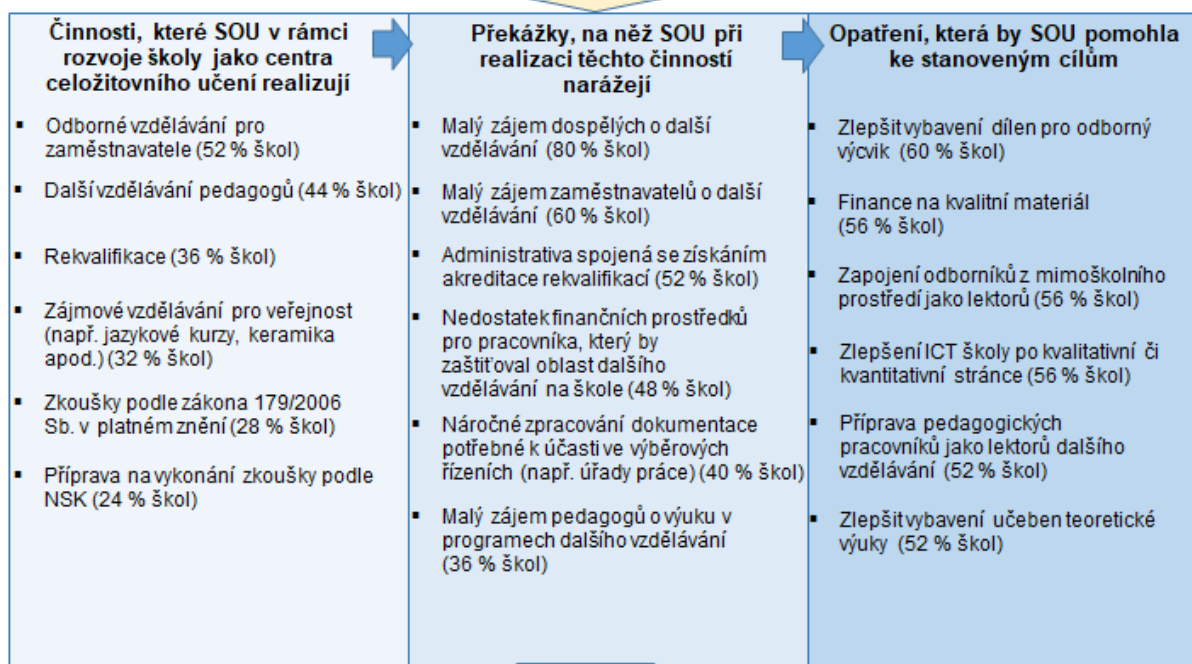 Činnosti, které SOU v rámci
rozvoje školy jako centra
celožitovního učení realizují
▪ Odborné vzdělávání pro
zaměstnavatele (52 % škol)
▪ Další vzdělávání pedagogů (44 % škol)
▪ Rekvalifikace (36 % škol)
▪ Zájmové vzdělávání pro veřejnost
(např. jazykové kurzy, keramika
apod.) (32 % škol)
▪ Zkoušky podle zákona 179/2006
Sb. v platném znění (28 % škol)
▪ Příprava na vykonání zkoušky podle
NSK (24 % škol)
Překážky, na něž SOU při
realizaci těchto činností
narážejí
▪ Malý zájem dospělých o další
vzdělávání (80 % škol)
▪ Malý zájem zaměstnavatelů o další
vzdělávání (60 % škol)
▪ Administrativa spojená se získáním
akreditace rekvalifikací (52 % škol)
▪ Nedostatek finančních prostředků
pro pracovníka, který by
zaštiťoval oblast dalšího
vzdělávání na škole (48 % škol)
▪ Náročné zpracování dokumentace
potřebné k účasti ve výběrových
řízeních (např. úřady práce) (40 % škol)
▪ Malý zájem pedagogů o výuku v
programech dalšího vzdělávání
(36 % škol)
Opatření, která by SOU pomohla
ke stanoveným cílům
▪ Zlepšit vybavení dílen pro odborný
výcvik (60 % škol)
▪ Finance na kvalitní materiál
(56 % škol)
▪ Zapojení odborníků z mimoškolního
prostředí jako lektorů (56 % škol)
▪ Zlepšení ICT školy po kvalitativní či
kvantitativní stránce (56 % škol)
▪ Příprava pedagogických
pracovníků jako lektorů dalšího
vzdělávání (52 % škol)
▪ Zlepšit vybavení učeben teoretické
výuky (52 % škol)